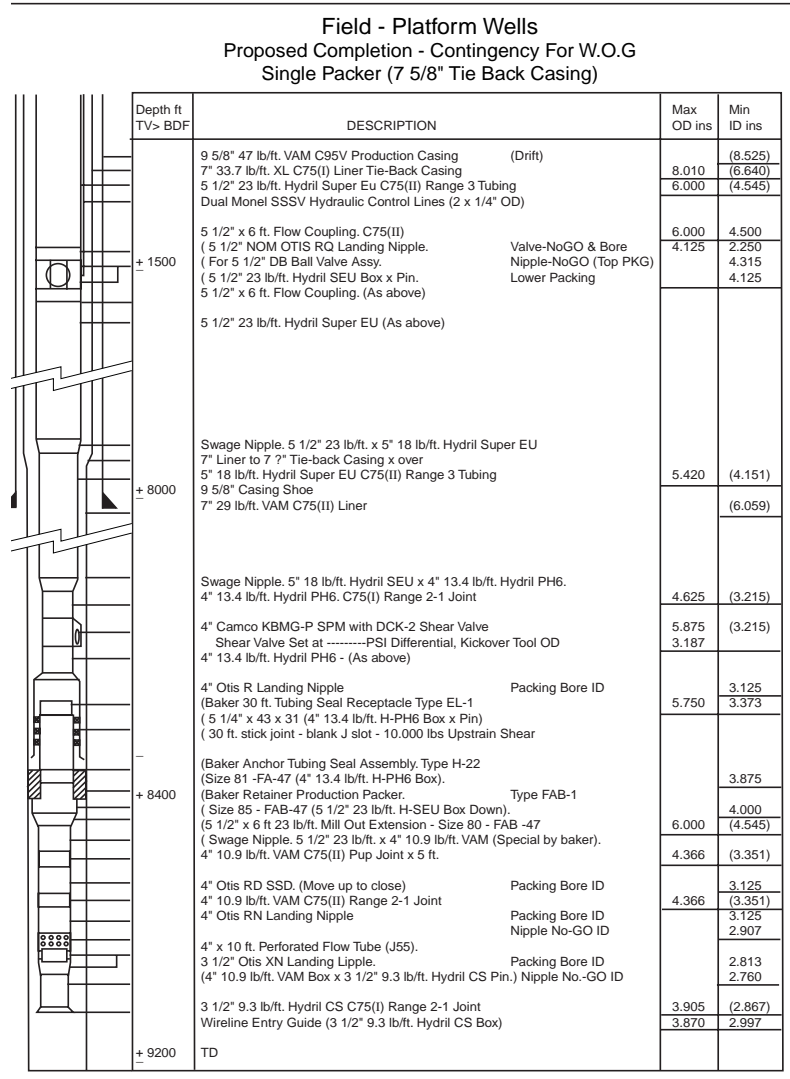 Field - Platform Wells
Proposed Completion - Contingency For W.O.G
Single Packer (7 5/8" Tie Back Casing)
Depth ft TV> BDF DESCRIPTION Max OD ins Min ID ins
9 5/8" 47 lb/ft. VAM C95V Production Casing (Drift) (8.525)
7" 33.7 lb/ft. XL C75(I) Liner Tie-Back Casing 8.010 (6.640)
5 1/2" 23 lb/ft. Hydril Super Eu C75(II) Range 3 Tubing 6.000 (4.545)
Dual Monel SSSV Hydraulic Control Lines (2 x 1/4" OD)
5 1/2" x 6 ft. Flow Coupling. C75(II) 6.000 4.500
( 5 1/2" NOM OTIS RQ Landing Nipple. Valve-NoGO & Bore 4.125 2.250
± 1500 ( For 5 1/2" DB Ball Valve Assy. Nipple-NoGO (Top PKG) 4.315
( 5 1/2" 23 lb/ft. Hydril SEU Box x Pin. Lower Packing 4.125
5 1/2" x 6 ft. Flow Coupling. (As above)
5 1/2" 23 lb/ft. Hydril Super EU (As above)
Swage Nipple. 5 1/2" 23 lb/ft. x 5" 18 lb/ft. Hydril Super EU
7" Liner to 7 ?" Tie-back Casing x over
5" 18 lb/ft. Hydril Super EU C75(II) Range 3 Tubing 5.420 (4.151)
± 8000 9 5/8" Casing Shoe
7" 29 lb/ft. VAM C75(II) Liner (6.059)
Swage Nipple. 5" 18 lb/ft. Hydril SEU x 4" 13.4 lb/ft. Hydril PH6.
4" 13.4 lb/ft. Hydril PH6. C75(I) Range 2-1 Joint 4.625 (3.215)
4" Camco KBMG-P SPM with DCK-2 Shear Valve 5.875 (3.215)
Shear Valve Set at ---------PSI Differential, Kickover Tool OD 3.187
4" 13.4 lb/ft. Hydril PH6 - (As above)
4" Otis R Landing Nipple Packing Bore ID 3.125
(Baker 30 ft. Tubing Seal Receptacle Type EL-1 5.750 3.373
( 5 1/4" x 43 x 31 (4" 13.4 lb/ft. H-PH6 Box x Pin)
( 30 ft. stick joint - blank J slot - 10.000 lbs Upstrain Shear
(Baker Anchor Tubing Seal Assembly. Type H-22
(Size 81 -FA-47 (4" 13.4 lb/ft. H-PH6 Box). 3.875
± 8400 (Baker Retainer Production Packer. Type FAB-1
( Size 85 - FAB-47 (5 1/2" 23 lb/ft. H-SEU Box Down). 4.000
(5 1/2" x 6 ft 23 lb/ft. Mill Out Extension - Size 80 - FAB -47 6.000 (4.545)
( Swage Nipple. 5 1/2" 23 lb/ft. x 4" 10.9 lb/ft. VAM (Special by baker).
4" 10.9 lb/ft. VAM C75(II) Pup Joint x 5 ft. 4.366 (3.351)
4" Otis RD SSD. (Move up to close) Packing Bore ID 3.125
4" 10.9 lb/ft. VAM C75(II) Range 2-1 Joint 4.366 (3.351)
4" Otis RN Landing Nipple Packing Bore ID 3.125
Nipple No-GO ID 2.907
4" x 10 ft. Perforated Flow Tube (J55).
3 1/2" Otis XN Landing Lipple. Packing Bore ID 2.813
(4" 10.9 lb/ft. VAM Box x 3 1/2" 9.3 lb/ft. Hydril CS Pin.) Nipple No.-GO ID 2.760
3 1/2" 9.3 lb/ft. Hydril CS C75(I) Range 2-1 Joint 3.905 (2.867)
Wireline Entry Guide (3 1/2" 9.3 lb/ft. Hydril CS Box) 3.870 2.997
± 9200 TD